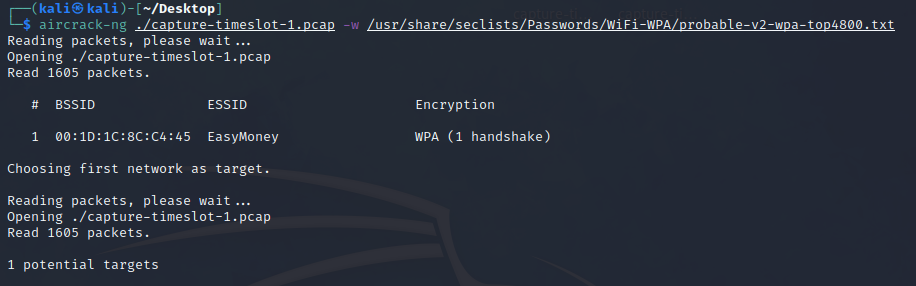 ┌──(kali㉿kali)-[~/Desktop]
└─$ aircrack-ng ./capture-timeslot-1.pcap -w /usr/share/seclists/Passwords/WiFi-WPA/probable-v2-wpa-top4800.txt
Reading packets, please wait...
Opening ./capture-timeslot-1.pcap
Read 1605 packets.
# BSSID ESSID Encryption
1 00:1D:1C:8C:C4:45 EasyMoney WPA (1 handshake)
Choosing first network as target.
Reading packets, please wait...
Opening ./capture-timeslot-1.pcap
Read 1605 packets.
1 potential targets